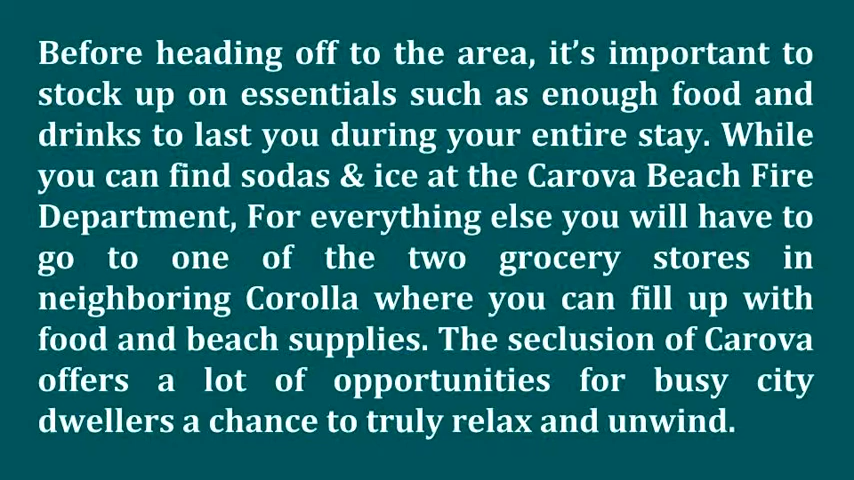 Before heading off to the area, it’s important to
stock up on essentials such as enough food and
drinks to last you during your entire stay. While
you can find sodas & ice at the Carova Beach Fire
Department, For everything else you will have to
go to one of the two grocery stores in
neighboring Corolla where you can fill up with
food and beach supplies. The seclusion of Carova
offers a lot of opportunities for busy city
dwellers a chance to truly relax and unwind.